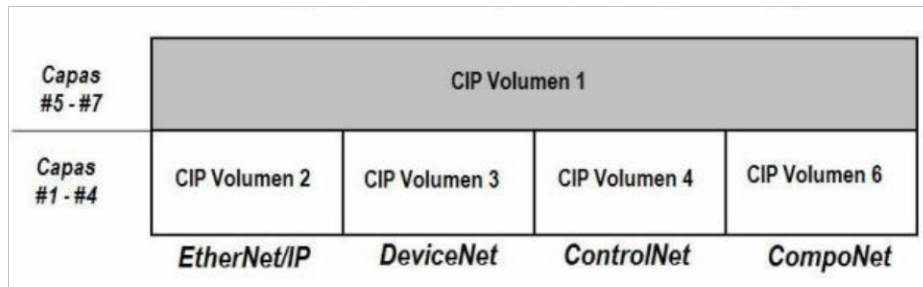 Capas
#5 - #7
CIP Volumen 1
Capas
#1 - #4
CIP Volumen 2
CIP Volumen 3
CIP Volumen 4
CIP Volumen 6
EtherNet/IP
DeviceNet
ControlNet
CompoNet